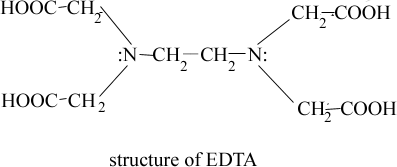 HOOC-CH2 CH2-COOH
:N-CH2-CH2-N:
HOOC-CH2 CH2-COOH
structure of EDTA